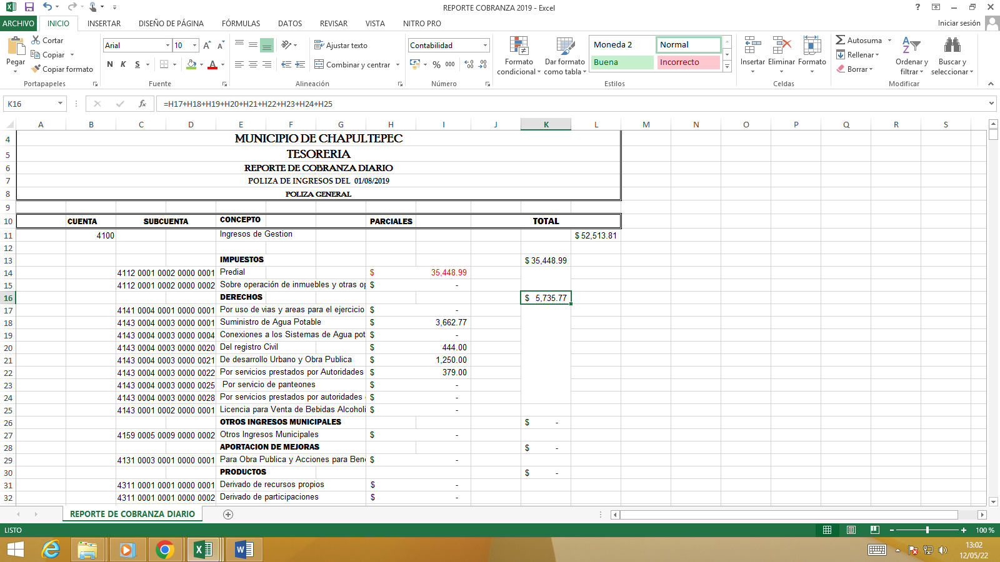 REPORTE COBRANZA 2019 - Excel
ARCHIVO INICIO INSERTAR DISEÑO DE PÁGINA FÓRMULAS DATOS REVISAR VISTA NITRO PRO Iniciar sesión
Pegar
Cortar
Copiar
Copiar formato
Portapapeles
Arial 10
N K S
Fuente
Ajustar texto
Combinar y centrar
Alineación
Contabilidad
% 000
Número
Formato condicional
Dar formato como tabla
Moneda 2 Normal
Buena Incorrecto
Estilos
Insertar Eliminar Formato
Celdas
Autosuma
Rellenar
Borrar
Ordenar y filtrar
Buscar y seleccionar
Modificar
K16 fx =H17+H18+H19+H20+H21+H22+H23+H24+H25
A B C D E F G H I J K L M N O P Q R S
4 MUNICIPIO DE CHAPULTEPEC
5 TESORERIA
6 REPORTE DE COBRANZA DIARIO
7 POLIZA DE INGRESOS DEL 01/08/2019
8 POLIZA GENERAL
9
10 CUENTA SUBCUENTA CONCEPTO PARCIALES TOTAL
11 4100 Ingresos de Gestion $ 52,513.81
12
13 IMPUESTOS $ 35,448.99
14 4112 0001 0002 0000 0001 Predial $ 35,448.99
15 4112 0001 0002 0000 0002 Sobre operación de inmuebles y otras op $ -
16 DERECHOS $ 5,735.77
17 4141 0004 0001 0000 0001 Por uso de vias y areas para el ejercicio $ -
18 4143 0004 0003 0000 0001 Suministro de Agua Potable $ 3,662.77
19 4143 0004 0003 0000 0004 Conexiones a los Sistemas de Agua pot $ -
20 4143 0004 0003 0000 0020 Del registro Civil $ 444.00
21 4143 0004 0003 0000 0021 De desarrollo Urbano y Obra Publica $ 1,250.00
22 4143 0004 0003 0000 0022 Por servicios prestados por Autoridades $ 379.00
23 4143 0004 0003 0000 0025 Por servicio de panteones $ -
24 4143 0004 0003 0000 0028 Por servicios prestados por autoridades $ -
25 4143 0001 0002 0000 0001 Licencia para Venta de Bebidas Alcoholi $ -
26 OTROS INGRESOS MUNICIPALES $ -
27 4159 0005 0009 0000 0002 Otros Ingresos Municipales $ -
28 APORTACION DE MEJORAS $ -
29 4131 0003 0001 0000 0001 Para Obra Publica y Acciones para Ben $ -
30 PRODUCTOS $ -
31 4311 0001 0001 0000 0001 Derivado de recursos propios $ -
32 4311 0001 0001 0000 0002 Derivado de participaciones $ -
REPORTE DE COBRANZA DIARIO
LISTO 100 %
13:02
12/05/22